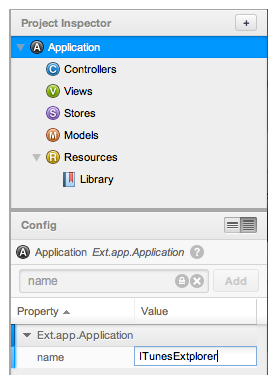 Project Inspector
+
A Application
C Controllers
V Views
S Stores
M Models
R Resources
Library
Config
A Application Ext.app.Application ?
name Add
Property Value
Ext.app.Application
name ITunesExtplorer